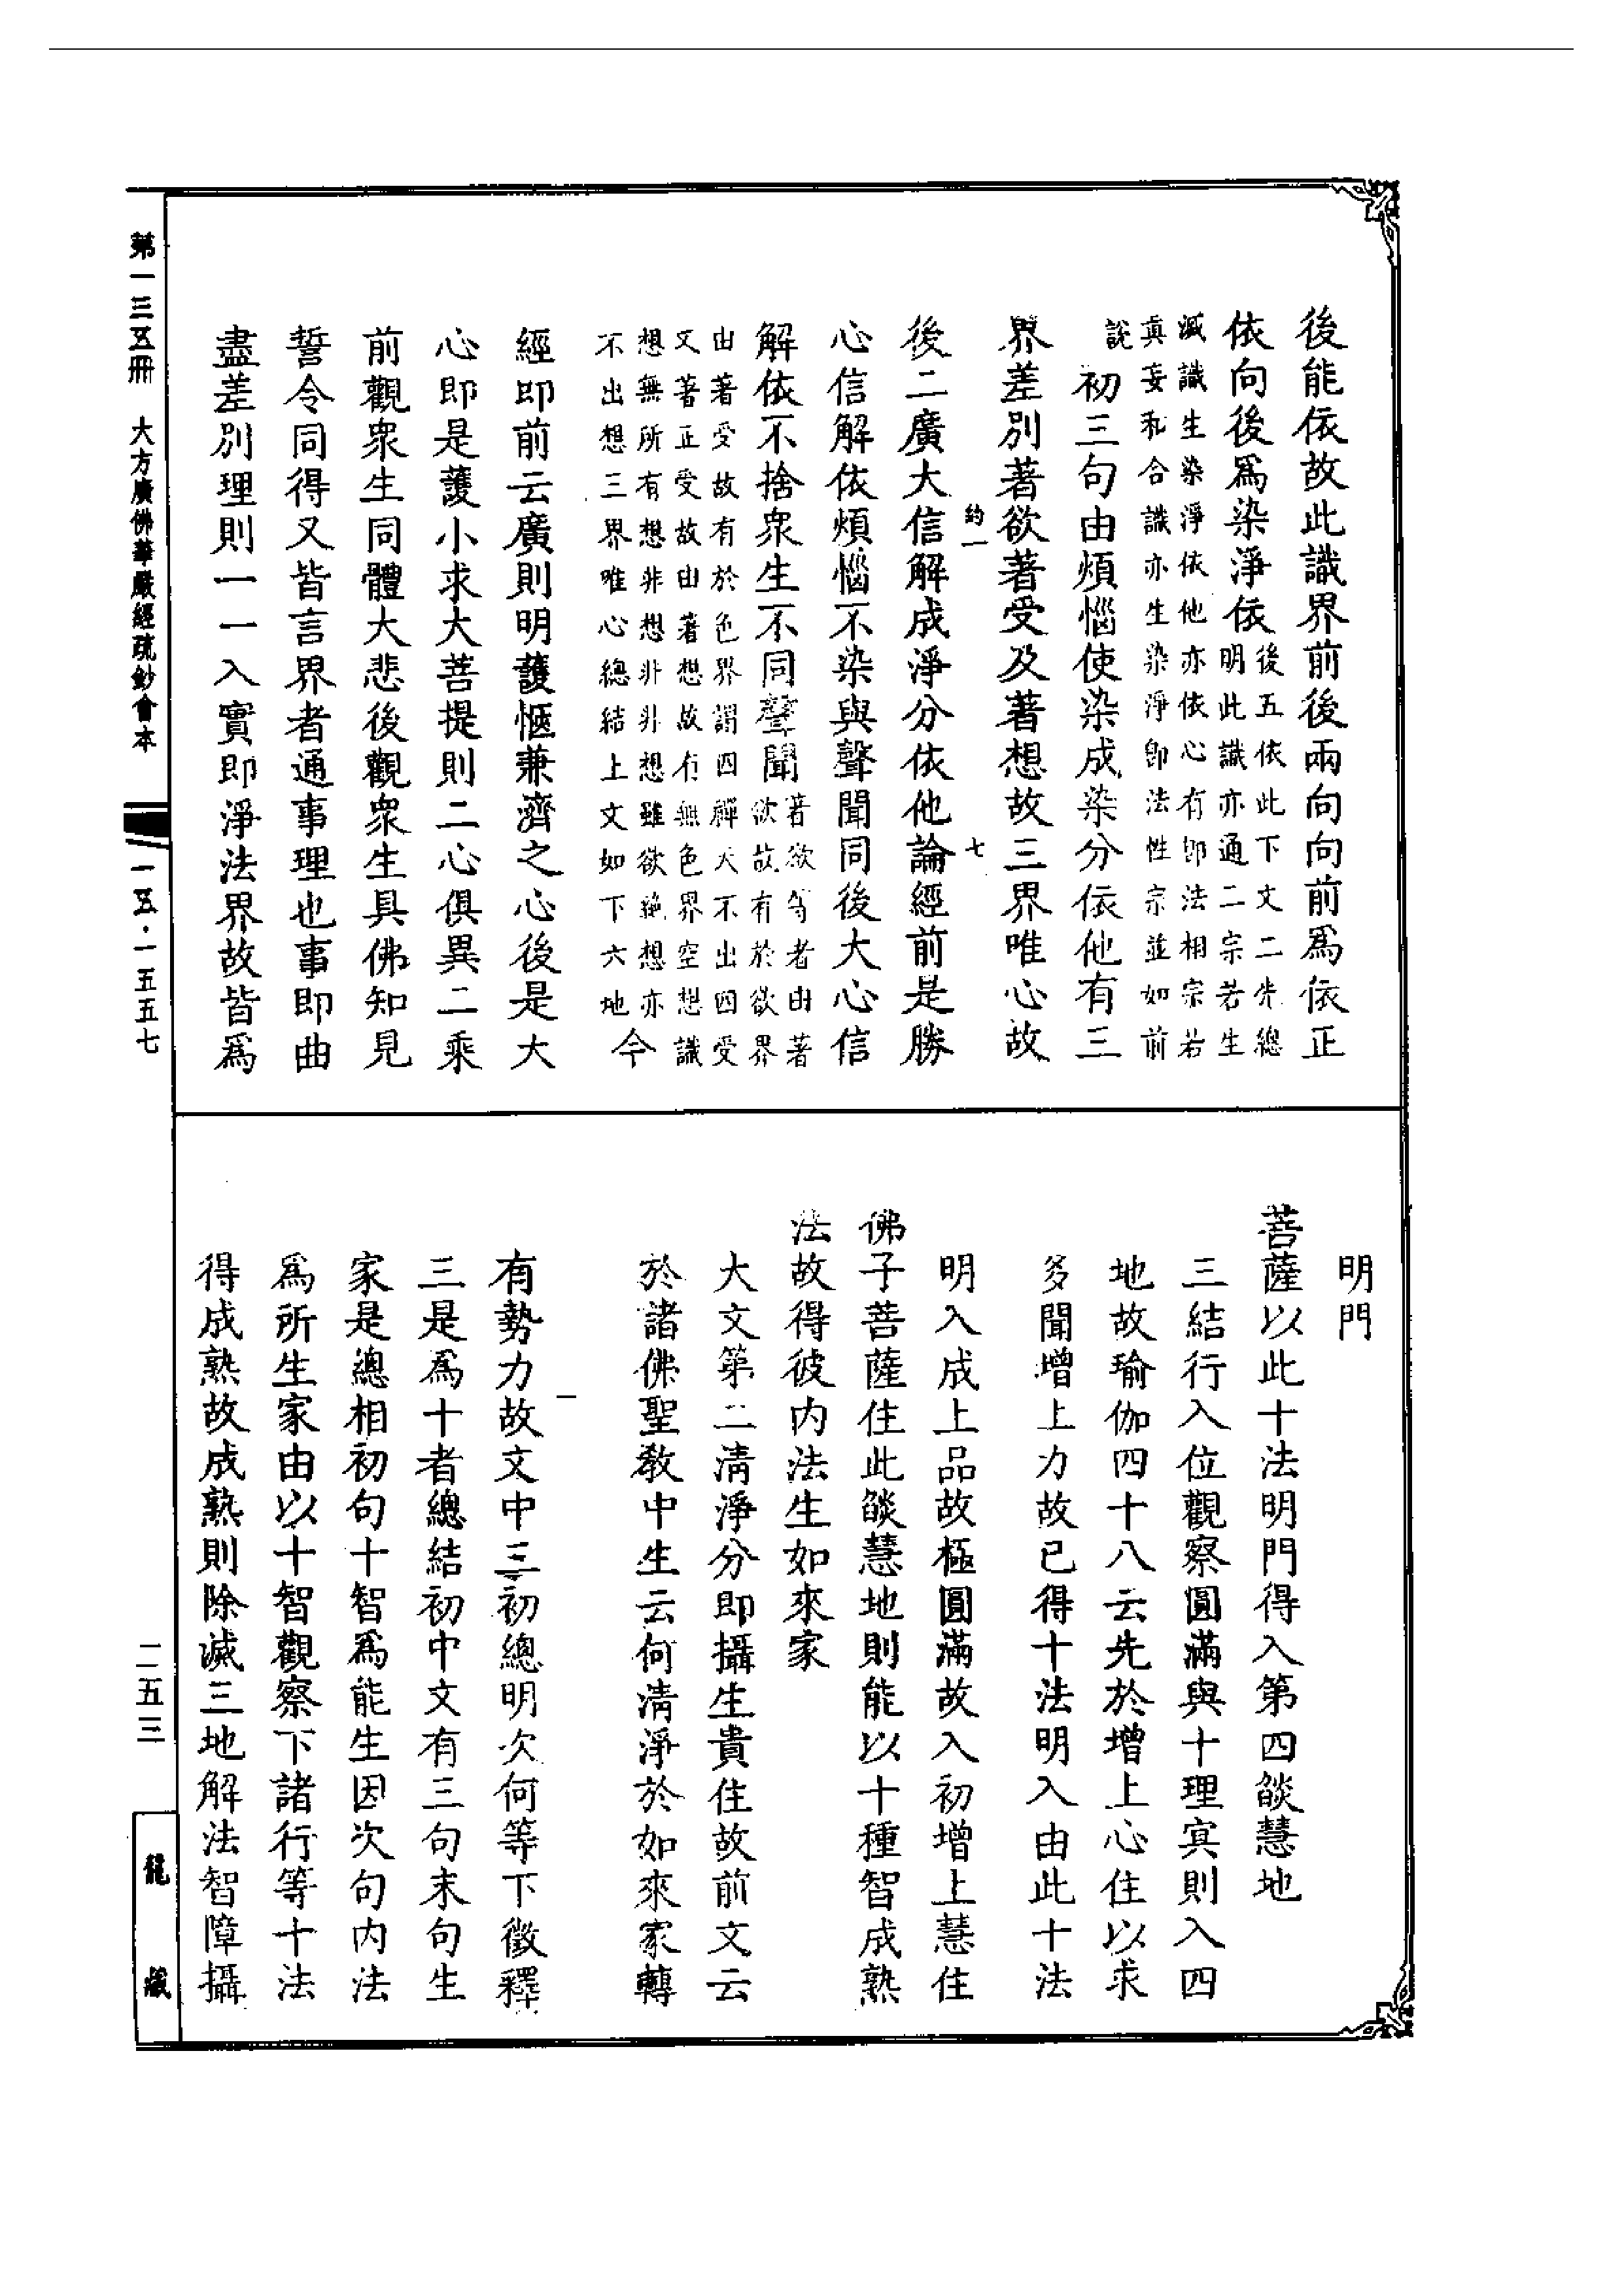 後能依故此識界前後兩向向前爲依正
依向後爲染淨依後五依此下文二先總
明此識亦通二宗若生
滅識生染淨依他亦依心有即法相宗若
眞妄和合識亦生染淨即法性宗並如前
說初三句由煩惱使染成染分依他有三
界差別著欲著受及著想故三界唯心故
約一 七
後二廣大信解成淨分依他論經前是勝
心信解依煩惱不染與聲聞同後大心信
解依不捨衆生不同聲聞著欲等者由著
欲故有於欲界
由著受故有於色界謂四禪天不出四受
又著正受故由著想故有無色界空想識
想無所有想非想非非想雖欲絶想亦
不出想三界唯心總結上文如下六地今
經即前云廣則明護愜兼濟之心後是大
心即是護小求大菩提則二心俱異二乘
前觀衆生同體大悲後觀衆生具佛知見
誓令同得又皆言界者通事理也事即曲
盡差別理則一一入實即淨法界故皆爲
明門
菩薩以此十法明門得入第四燄慧地
三結行入位觀察圓滿與十理㝠則入四
地故瑜伽四十八云先於增上心住以求
多聞增上力故已得十法明入由此十法
明入成上品故極圓滿故入初增上慧住
佛子菩薩住此燄慧地則能以十種智成熟
法故得彼内法生如來家
大文第二清淨分即攝生貴住故前文云
於諸佛聖教中生云何清淨於如來家轉
一
有勢力故文中三初總明次何等下徵釋
三是爲十者總結初中文有三句末句生
家是總相初句十智爲能生因次句内法
爲所生家由以十智觀察下諸行等十法
得成熟故成熟則除滅三地解法智障攝
第一三五冊 大方廣佛華嚴經疏鈔會本
一五·一五五七
二五三
龍藏